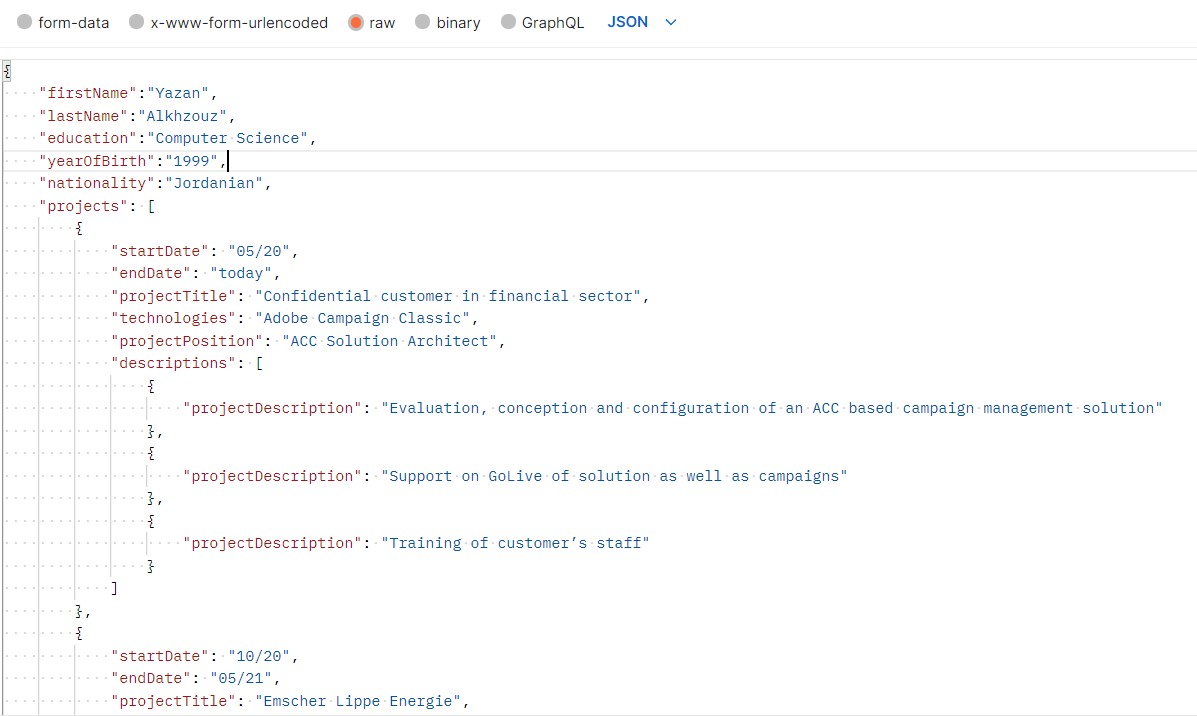 form-data x-www-form-urlencoded raw binary GraphQL JSON
{
"firstName":"Yazan",
"lastName":"Alkhzouz",
"education":"Computer Science",
"yearOfBirth":"1999",
"nationality":"Jordanian",
"projects": [
{
"startDate": "05/20",
"endDate": "today",
"projectTitle": "Confidential customer in financial sector",
"technologies": "Adobe Campaign Classic",
"projectPosition": "ACC Solution Architect",
"descriptions": [
{
"projectDescription": "Evaluation, conception and configuration of an ACC based campaign management solution"
},
{
"projectDescription": "Support on GoLive of solution as well as campaigns"
},
{
"projectDescription": "Training of customer’s staff"
}
]
},
{
"startDate": "10/20",
"endDate": "05/21",
"projectTitle": "Emscher Lippe Energie",